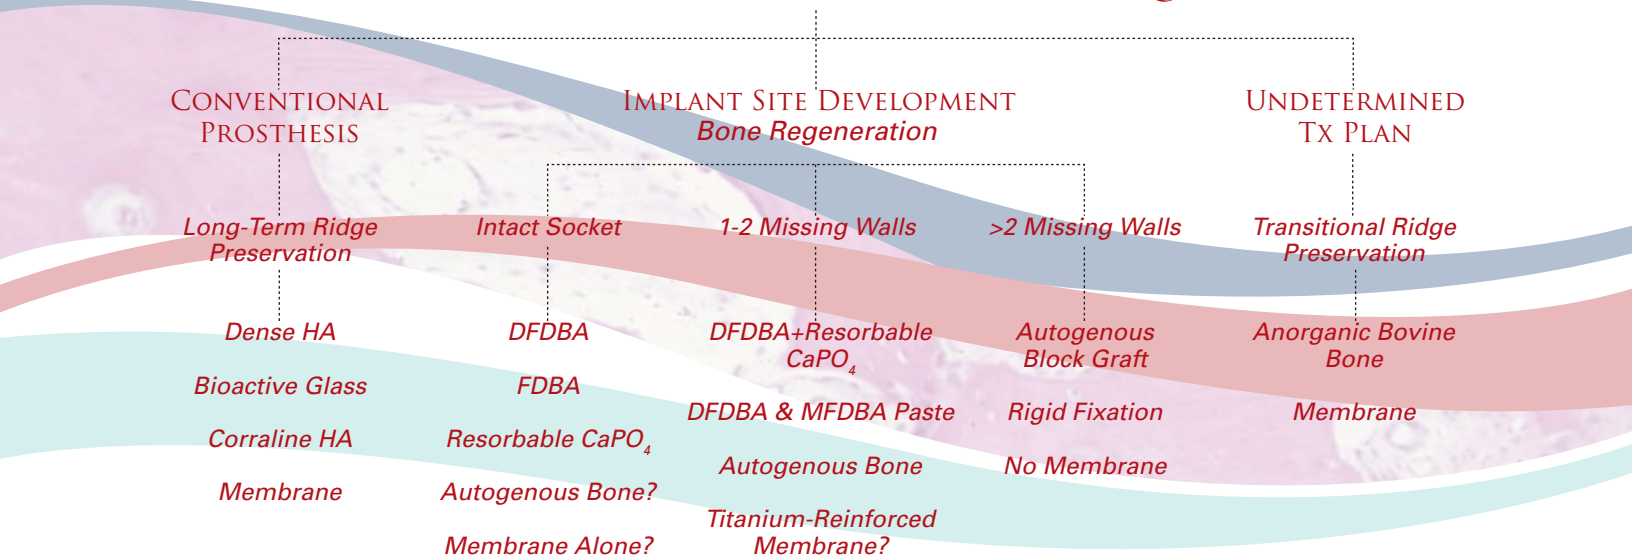 CONVENTIONAL
PROSTHESIS
IMPLANT SITE DEVELOPMENT
Bone Regeneration
UNDETERMINED
TX PLAN
Long-Term Ridge
Preservation
Intact Socket
1-2 Missing Walls
>2 Missing Walls
Transitional Ridge
Preservation
Dense HA
Bioactive Glass
Corraline HA
Membrane
DFDBA
FDBA
Resorbable CaPO4
Autogenous Bone?
Membrane Alone?
DFDBA+Resorbable
CaPO4
DFDBA & MFDBA Paste
Autogenous Bone
Titanium-Reinforced
Membrane?
Autogenous
Block Graft
Rigid Fixation
No Membrane
Anorganic Bovine
Bone
Membrane